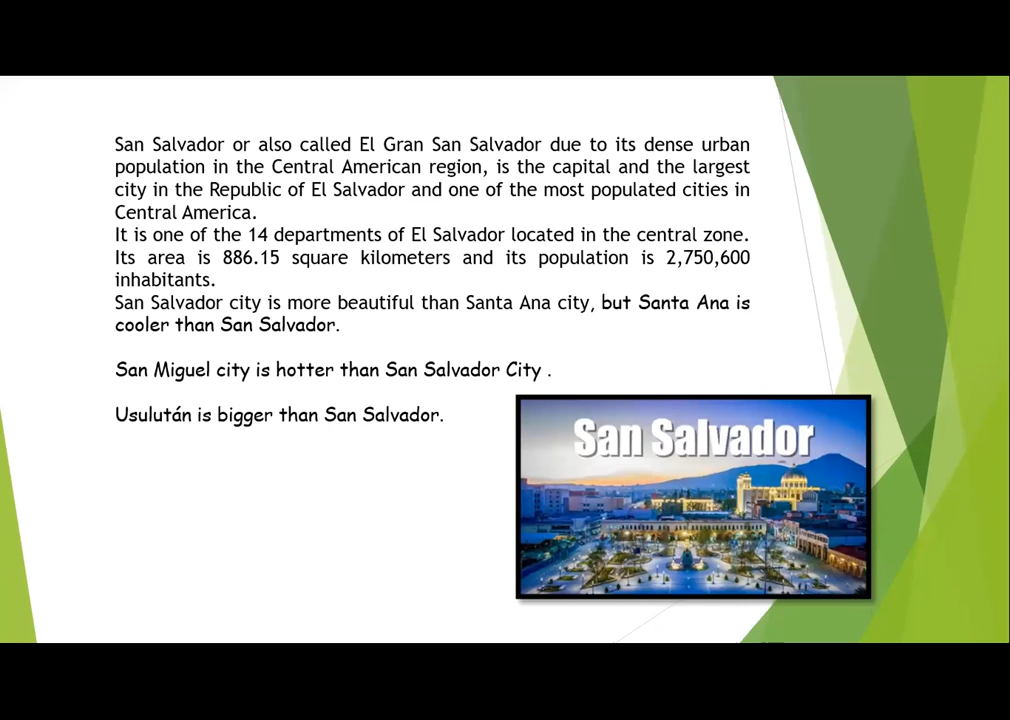 San Salvador or also called El Gran San Salvador due to its dense urban
population in the Central American region, is the capital and the largest
city in the Republic of El Salvador and one of the most populated cities in
Central America.
It is one of the 14 departments of El Salvador located in the central zone.
Its area is 886.15 square kilometers and its population is 2,750,600
inhabitants.
San Salvador city is more beautiful than Santa Ana city, but Santa Ana is
cooler than San Salvador.
San Miguel city is hotter than San Salvador City .
Usulután is bigger than San Salvador.
San Salvador